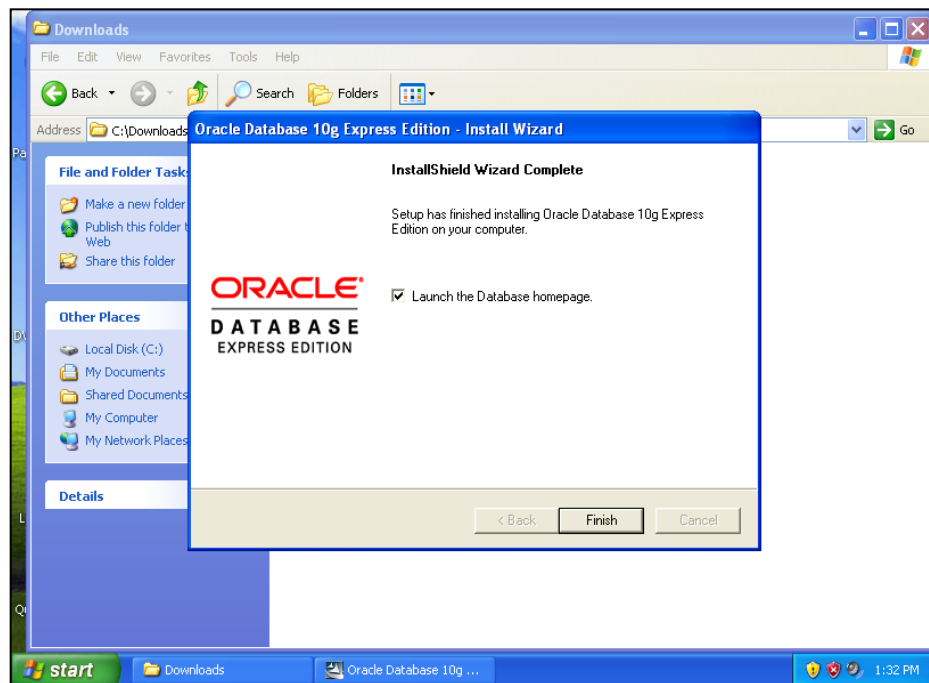 Downloads
File Edit View Favorites Tools Help
Back Search Folders
Address C:\Downloads Go
Oracle Database 10g Express Edition - Install Wizard
Pa
File and Folder Task
Make a new folder
Publish this folder t
Web
Share this folder
InstallShield Wizard Complete
Setup has finished installing Oracle Database 10g Express
Edition on your computer.
ORACLE
DATABASE
EXPRESS EDITION
Launch the Database homepage.
Other Places
Local Disk (C:)
My Documents
Shared Documents
My Computer
My Network Places
Details
< Back Finish Cancel
L
start Downloads Oracle Database 10g ... 1:32 PM